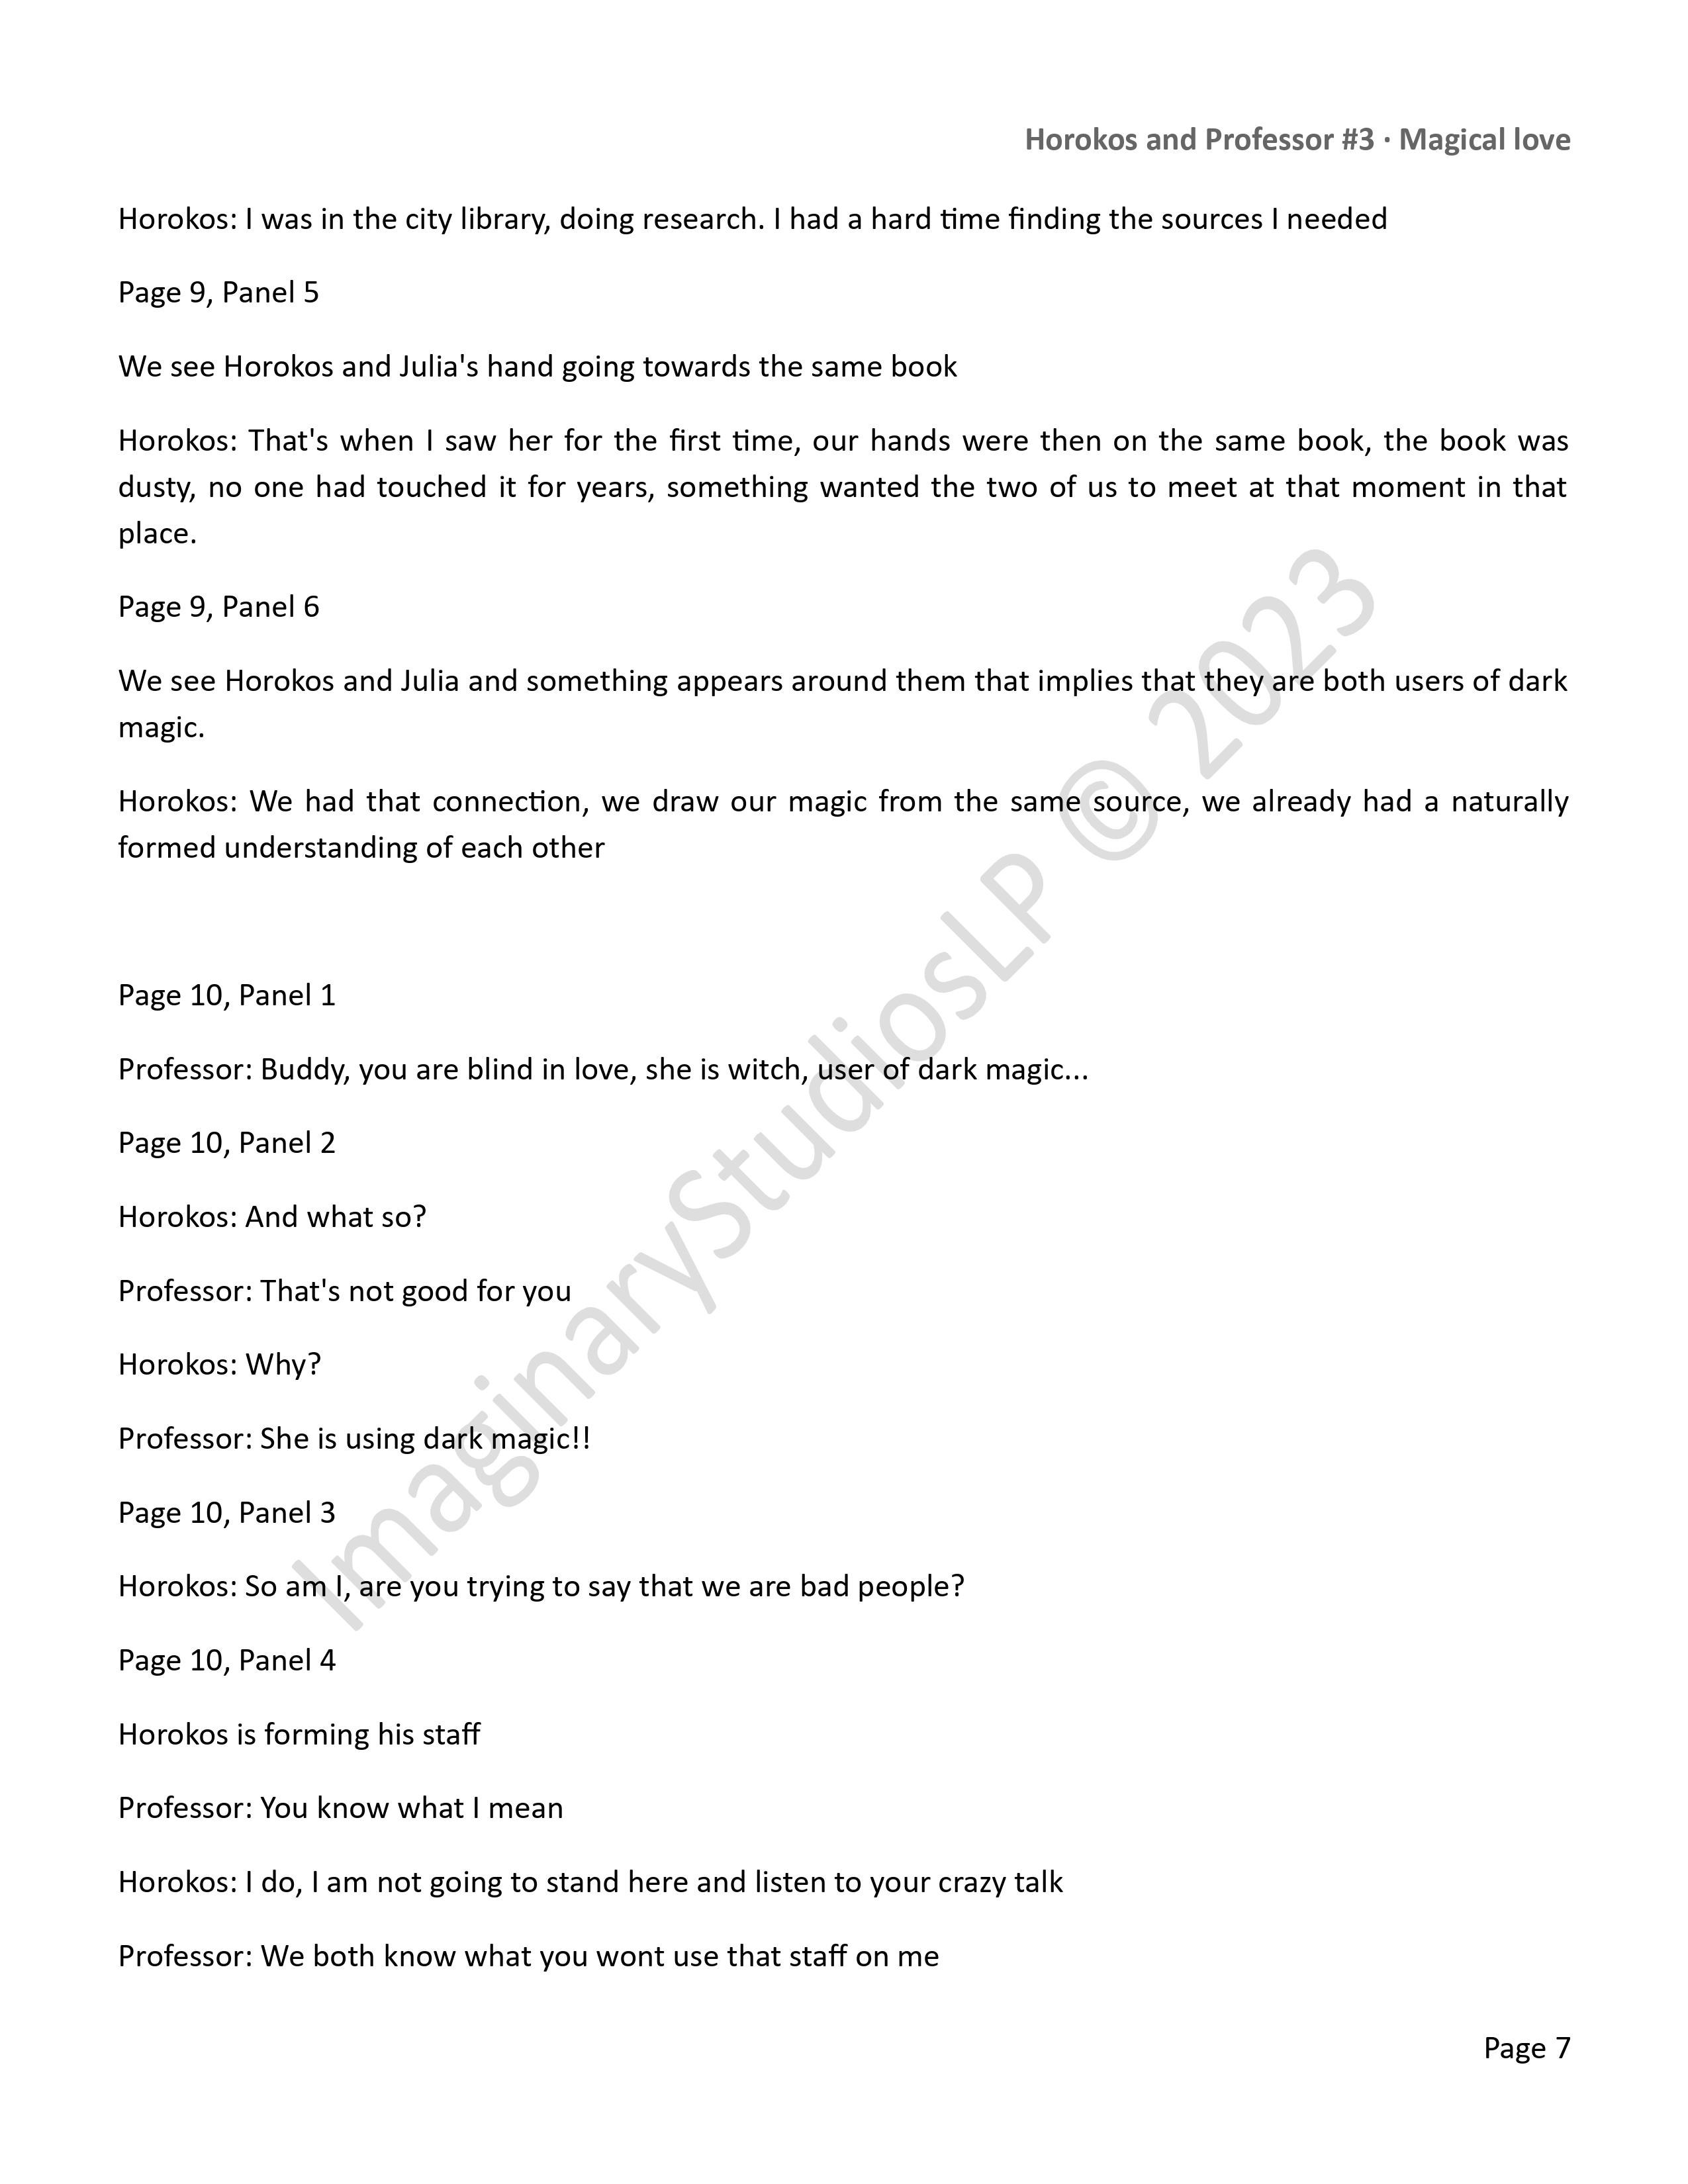 Horokos and Professor #3 · Magical love
Horokos: I was in the city library, doing research. I had a hard time finding the sources I needed
Page 9, Panel 5
We see Horokos and Julia's hand going towards the same book
Horokos: That's when I saw her for the first time, our hands were then on the same book, the book was
dusty, no one had touched it for years, something wanted the two of us to meet at that moment in that
place.
Page 9, Panel 6
We see Horokos and Julia and something appears around them that implies that they are both users of dark
magic.
Horokos: We had that connection, we draw our magic from the same source, we already had a naturally
formed understanding of each other
Page 10, Panel 1
Professor: Buddy, you are blind in love, she is witch, user of dark magic...
Page 10, Panel 2
Horokos: And what so?
Professor: That's not good for you
Horokos: Why?
Professor: She is using dark magic!!
Page 10, Panel 3
Horokos: So am I, are you trying to say that we are bad people?
Page 10, Panel 4
Horokos is forming his staff
Professor: You know what I mean
Horokos: I do, I am not going to stand here and listen to your crazy talk
Professor: We both know what you wont use that staff on me
Page 7
ImaginaryStudiosLP © 2023